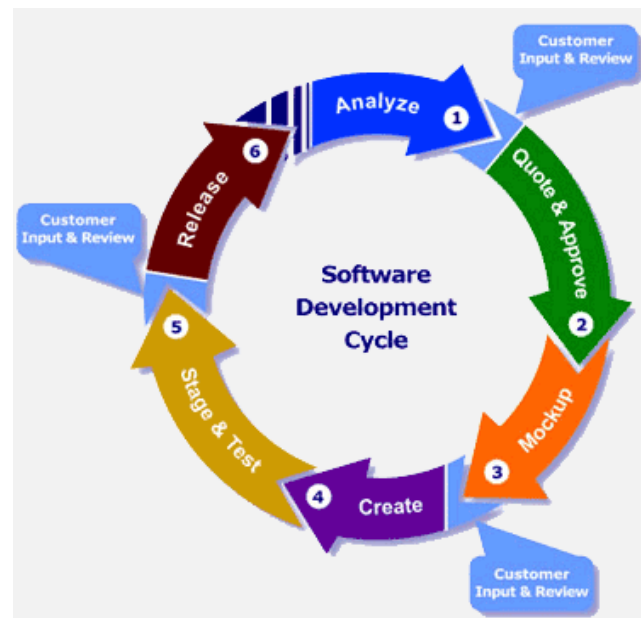 Customer
Input & Review
Analyze
1
Quote & Approve
2
Mockup
3
Customer
Input & Review
Create
4
Stage & Test
5
Customer
Input & Review
Release
6
Software
Development
Cycle